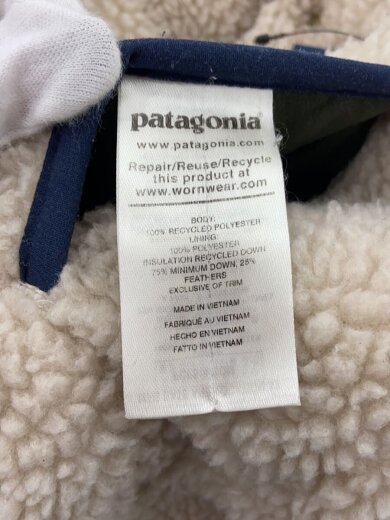 patagonia®
www.patagonia.com
Repair/Reuse/Recycle
this product at
www.wornwear.com
BODY:
100% RECYCLED POLYESTER
LINING:
100% POLYESTER
INSULATION RECYCLED DOWN
75% MINIMUM DOWN, 25%
FEATHERS
EXCLUSIVE OF TRIM
MADE IN VIETNAM
FABRIQUÉ AU VIETNAM
HECHO EN VIETNAM
FATTO IN VIETNAM